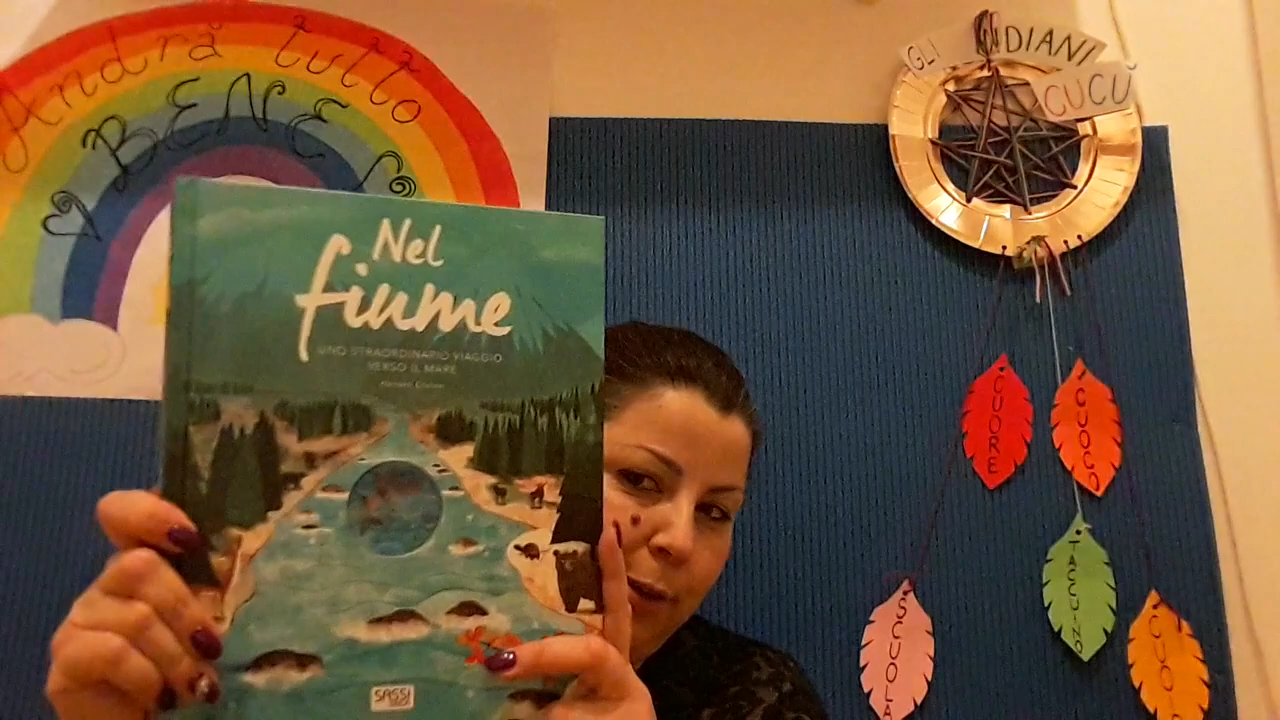 Andrà tutto
BENE
GLI INDIANI
CUCÙ
Nel
fiume
UNO STRAORDINARIO VIAGGIO
VERSO IL MARE
SASSI
CUORE
CUOCO
TACCUINO
SCUOLA